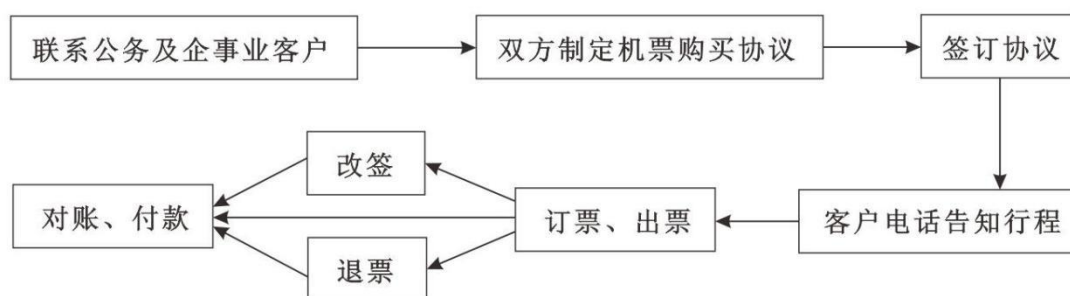 联系公务及企事业客户
双方制定机票购买协议
签订协议
客户电话告知行程
订票、出票
改签
退票
对账、付款